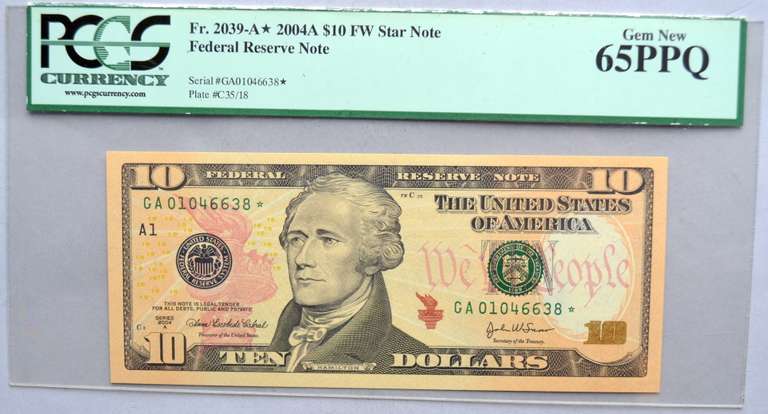 PCGS
CURRENCY
www.pcgscurrency.com
Fr. 2039-A★ 2004A $10 FW Star Note
Federal Reserve Note
Serial #GA01046638★
Plate #C35/18
Gem New
65PPQ
10 FEDERAL RESERVE NOTE 10
GA 01046638 ★
FW C 35
THE UNITED STATES
OF AMERICA
A1
We The People
THIS NOTE IS LEGAL TENDER
FOR ALL DEBTS, PUBLIC AND PRIVATE
GA 01046638 ★
SERIES
2004
A
Treasurer of the United States.
Secretary of the Treasury.
10
10 TEN DOLLARS
HAMILTON